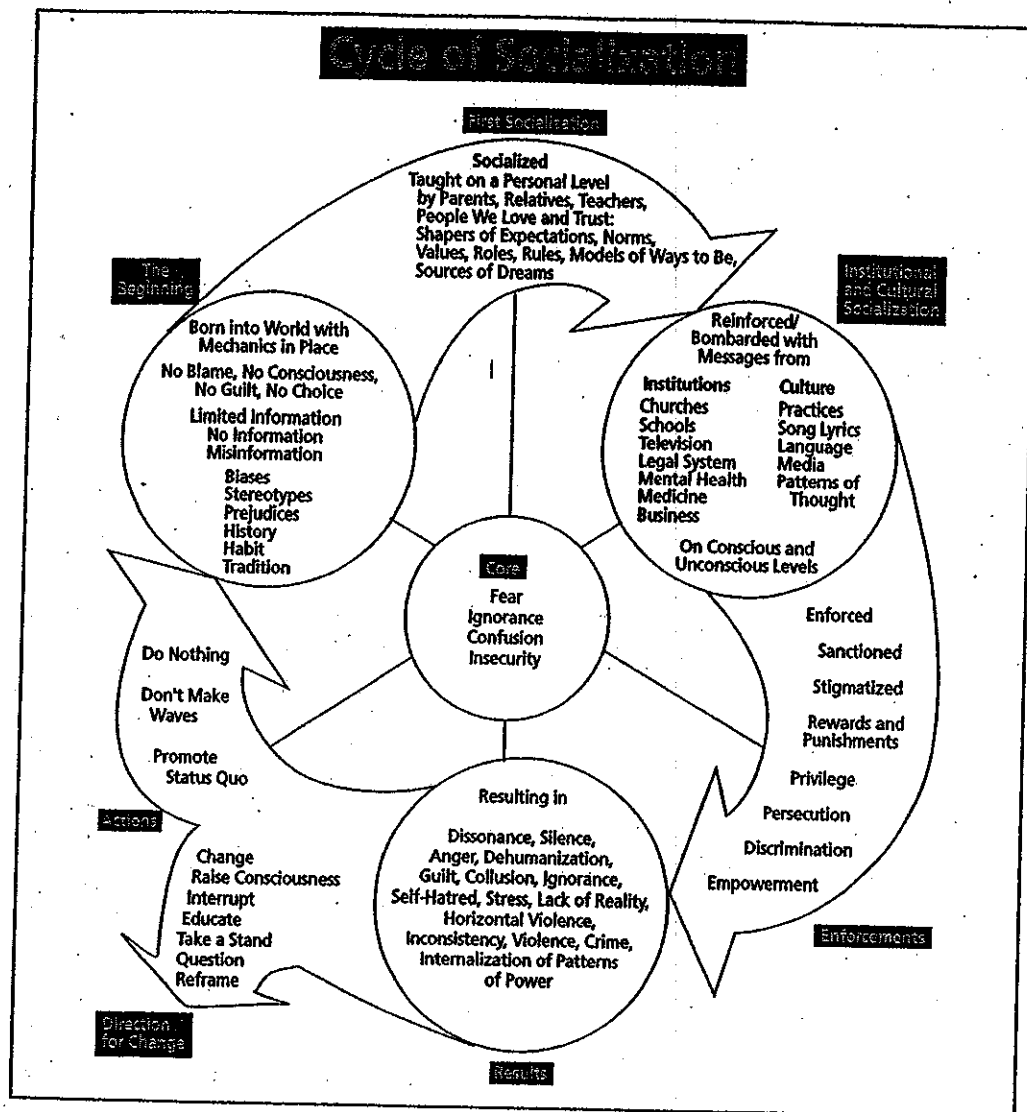 Cycle of Socialization
First Socialization
Socialized
Taught on a Personal Level
by Parents, Relatives, Teachers,
People We Love and Trust:
Shapers of Expectations, Norms,
Values, Roles, Rules, Models of Ways to Be,
Sources of Dreams
The
Beginning
Born into World with
Mechanics in Place
No Blame, No Consciousness,
No Guilt, No Choice
Limited Information
No Information
Misinformation
Biases
Stereotypes
Prejudices
History
Habit
Tradition
Institutional
and Cultural
Socialization
Reinforced/
Bombarded with
Messages from
Institutions
Churches
Schools
Television
Legal System
Mental Health
Medicine
Business
Culture
Practices
Song Lyrics
Language
Media
Patterns of
Thought
On Conscious and
Unconscious Levels
Core
Fear
Ignorance
Confusion
Insecurity
Enforced
Sanctioned
Stigmatized
Rewards and
Punishments
Privilege
Persecution
Discrimination
Empowerment
Enforcements
Resulting in
Dissonance, Silence,
Anger, Dehumanization,
Guilt, Collusion, Ignorance,
Self-Hatred, Stress, Lack of Reality,
Horizontal Violence,
Inconsistency, Violence, Crime,
Internalization of Patterns
of Power
Results
Do Nothing
Don't Make
Waves
Promote
Status Quo
Actions
Change
Raise Consciousness
Interrupt
Educate
Take a Stand
Question
Reframe
Direction
for Change